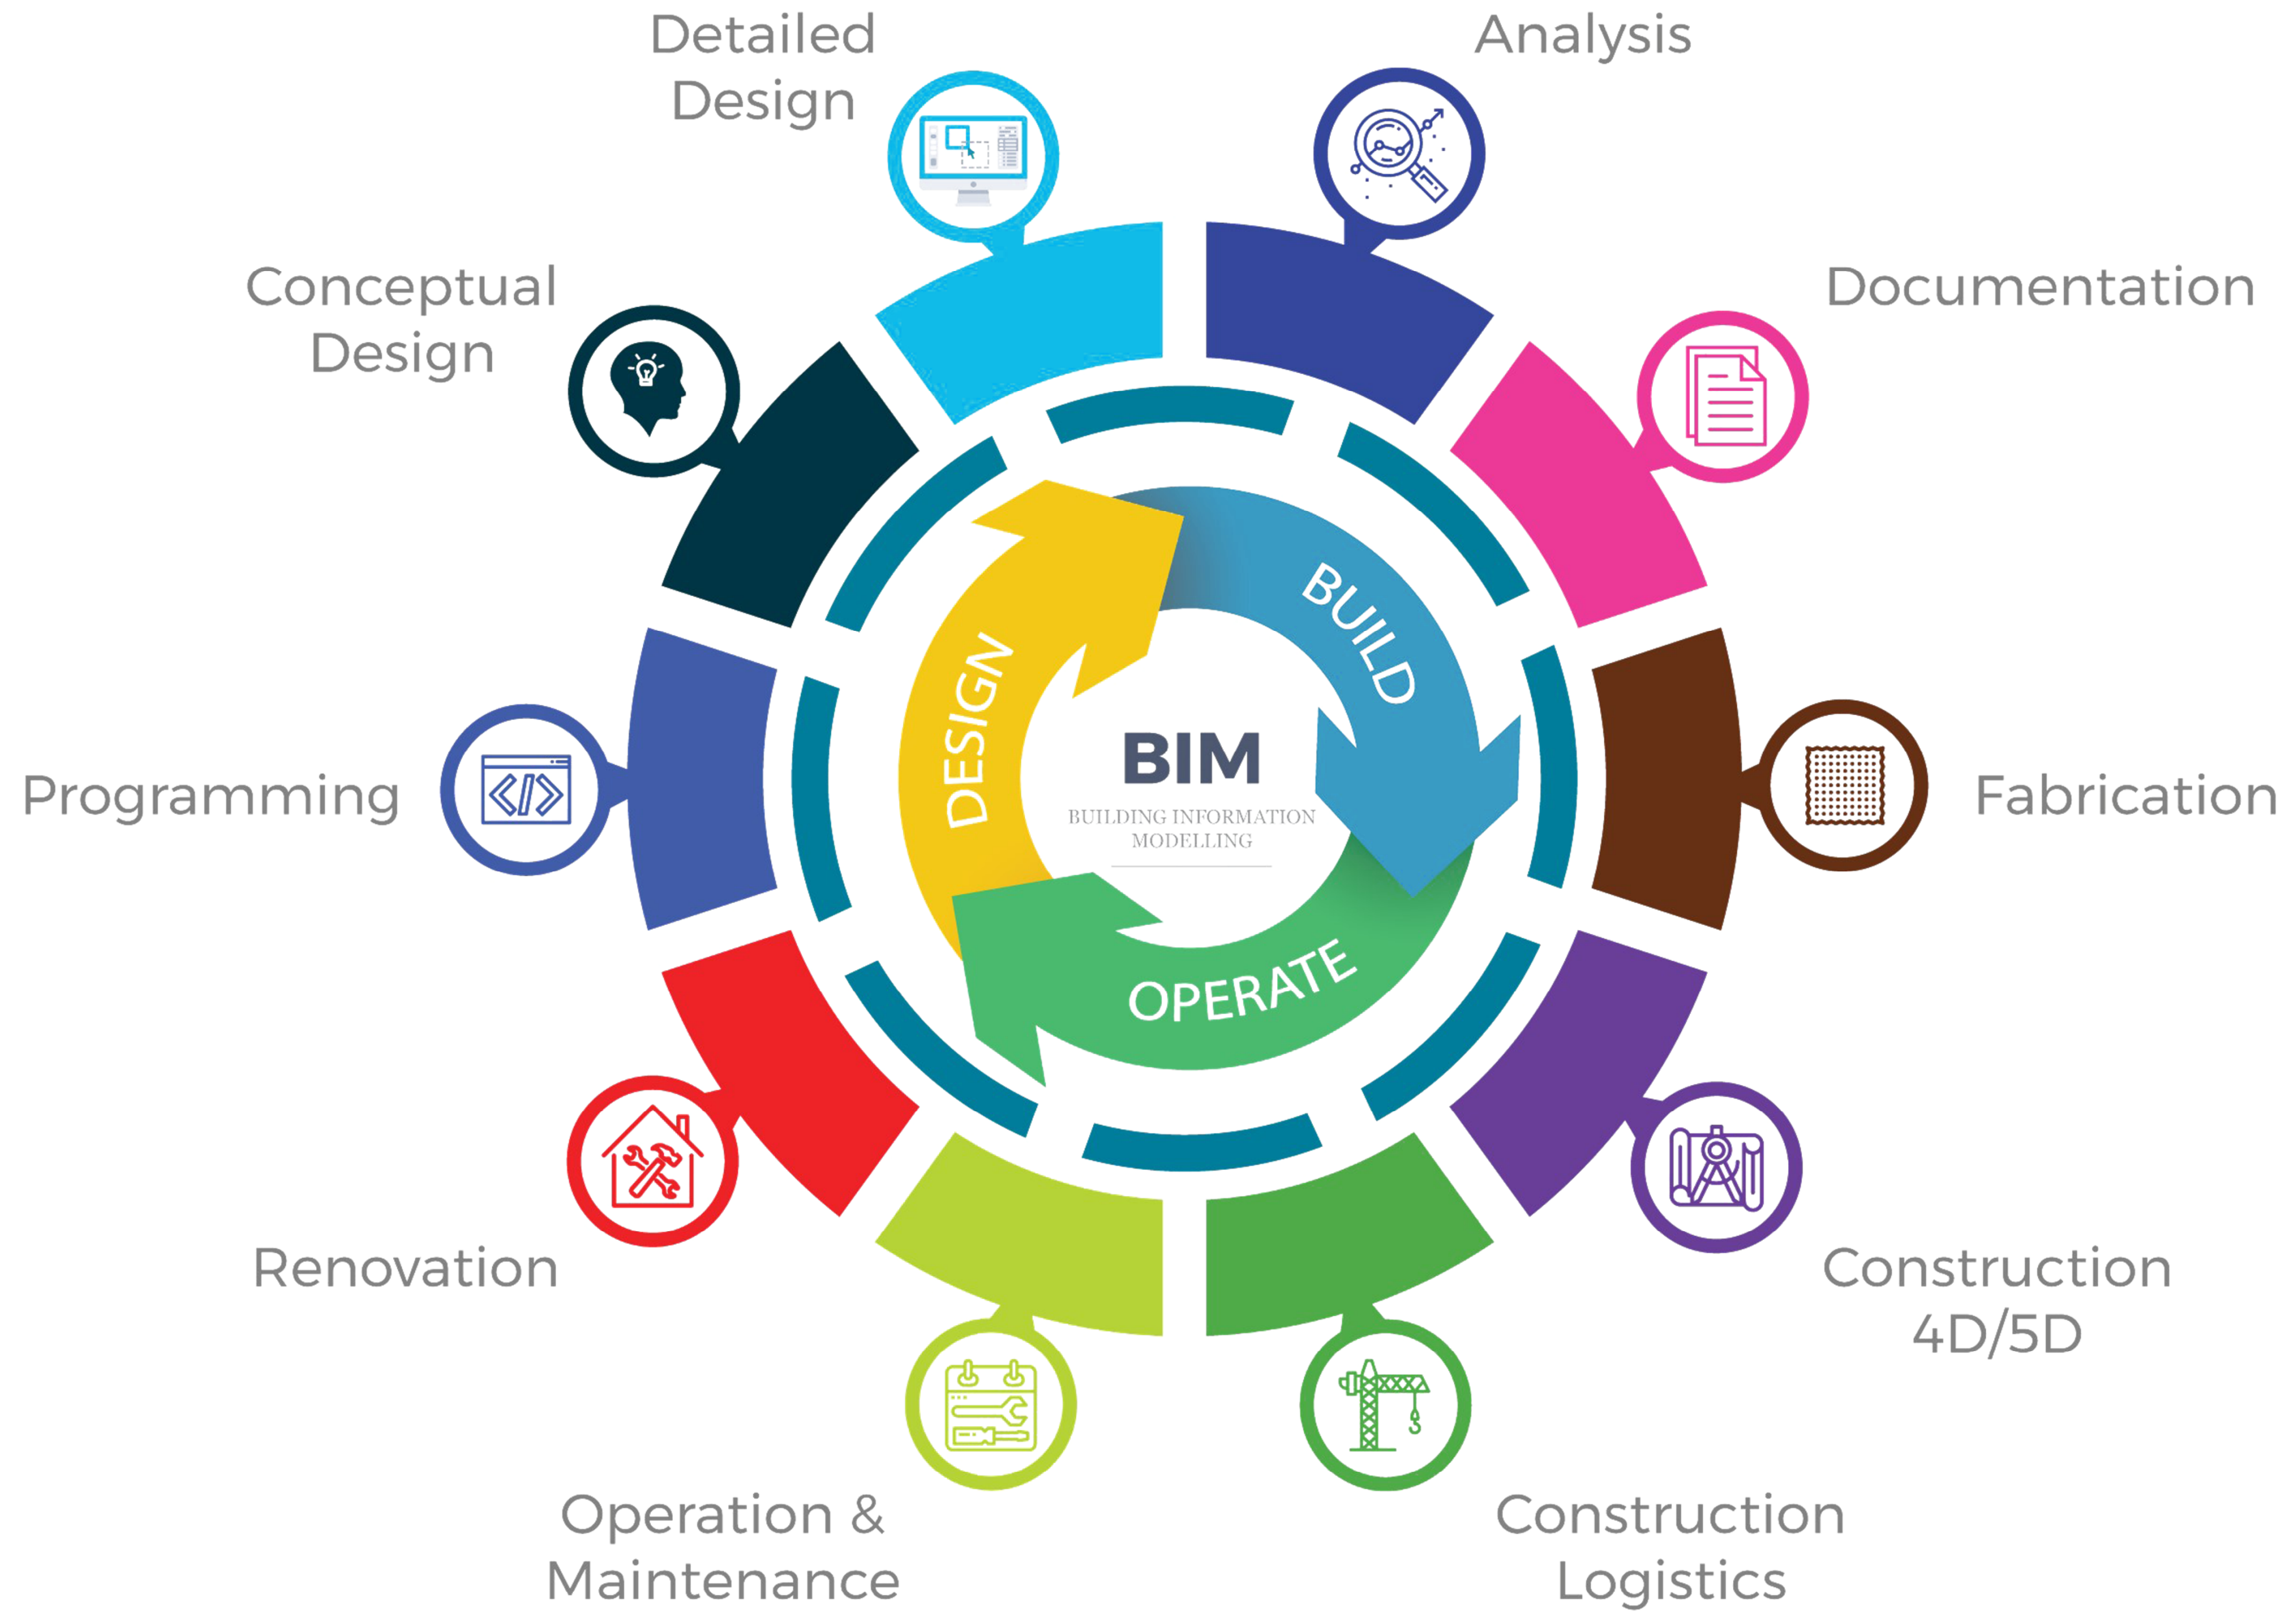 Detailed
Design
Analysis
Conceptual
Design
Documentation
BUILD
DESIGN
BIM
BUILDING INFORMATION
MODELLING
Programming
Fabrication
OPERATE
Renovation
Construction
4D/5D
Operation &
Maintenance
Construction
Logistics